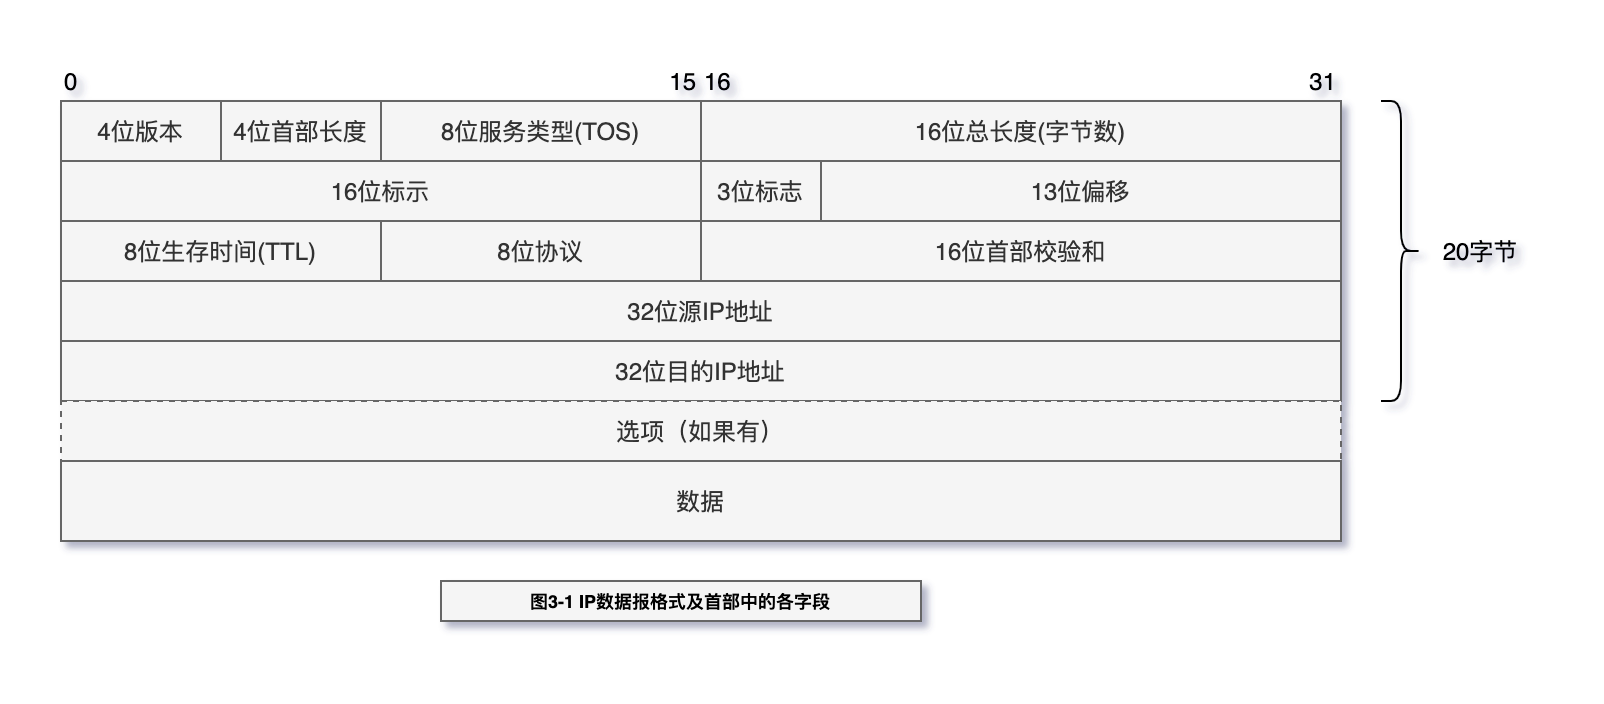 0 15 16 31
4位版本 4位首部长度 8位服务类型(TOS) 16位总长度(字节数)
16位标示 3位标志 13位偏移
8位生存时间(TTL) 8位协议 16位首部校验和
20字节
32位源IP地址
32位目的IP地址
选项（如果有）
数据
图3-1 IP数据报格式及首部中的各字段